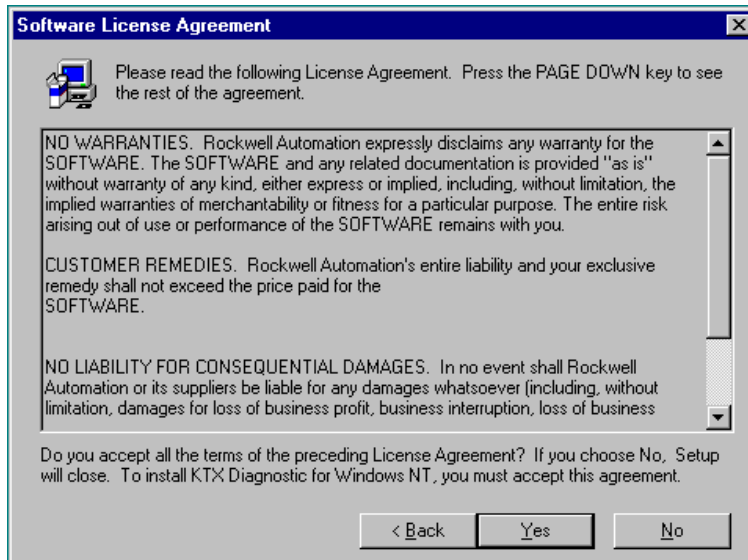 Software License Agreement
Please read the following License Agreement.  Press the PAGE DOWN key to see
the rest of the agreement.
NO WARRANTIES.  Rockwell Automation expressly disclaims any warranty for the
SOFTWARE. The SOFTWARE and any related documentation is provided "as is"
without warranty of any kind, either express or implied, including, without limitation, the
implied warranties of merchantability or fitness for a particular purpose. The entire risk
arising out of use or performance of the SOFTWARE remains with you.
CUSTOMER REMEDIES.  Rockwell Automation's entire liability and your exclusive
remedy shall not exceed the price paid for the
SOFTWARE.
NO LIABILITY FOR CONSEQUENTIAL DAMAGES.  In no event shall Rockwell
Automation or its suppliers be liable for any damages whatsoever (including, without
limitation, damages for loss of business profit, business interruption, loss of business
Do you accept all the terms of the preceding License Agreement?  If you choose No,  Setup
will close.  To install KTX Diagnostic for Windows NT, you must accept this agreement.
< Back
Yes
No